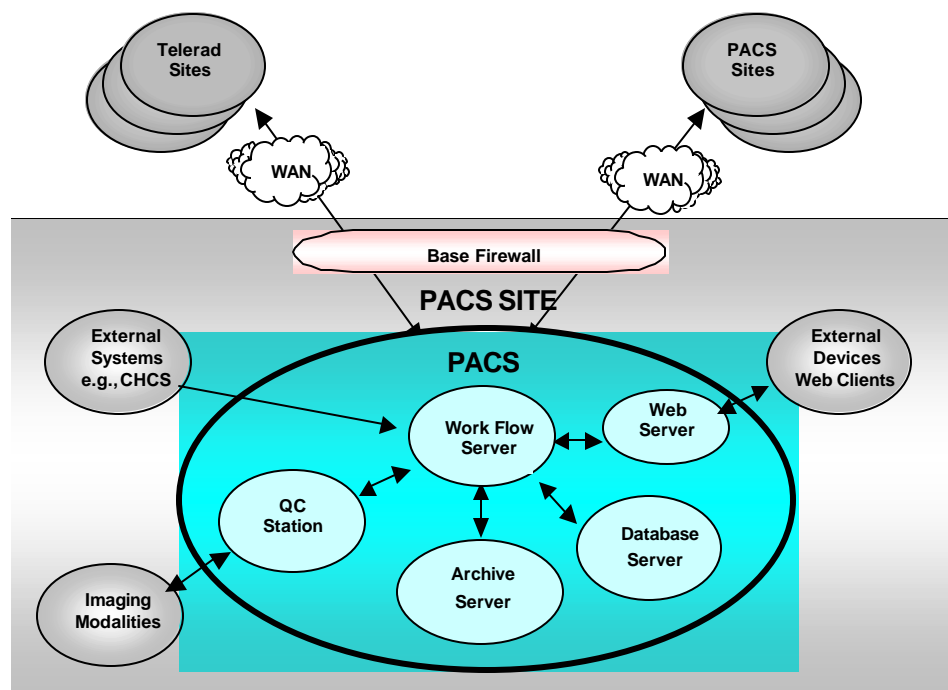 Telerad
Sites
PACS
Sites
WAN
WAN
Base Firewall
PACS SITE
External
Systems
e.g., CHCS
External
Devices
Web Clients
PACS
Work Flow
Server
Web
Server
QC
Station
Database
Server
Archive
Server
Imaging
Modalities